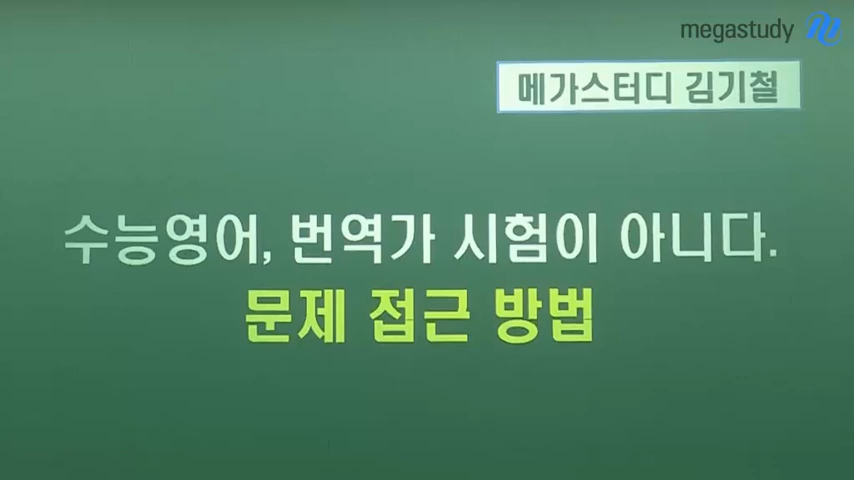 megastudy
메가스터디 김기철
수능영어, 번역가 시험이 아니다.
문제 접근 방법